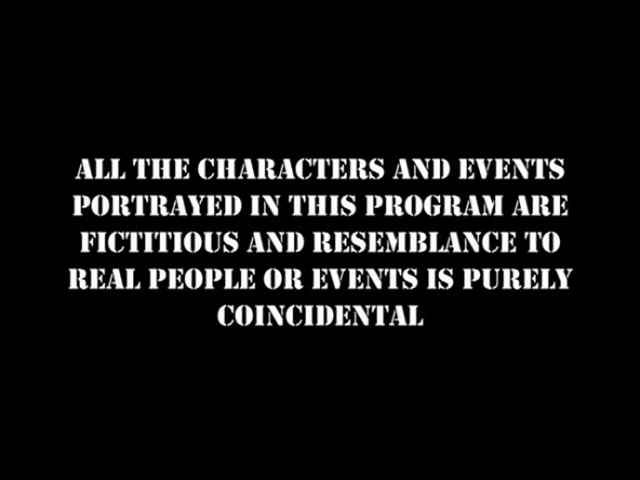 ALL THE CHARACTERS AND EVENTS
PORTRAYED IN THIS PROGRAM ARE
FICTITIOUS AND RESEMBLANCE TO
REAL PEOPLE OR EVENTS IS PURELY
COINCIDENTAL